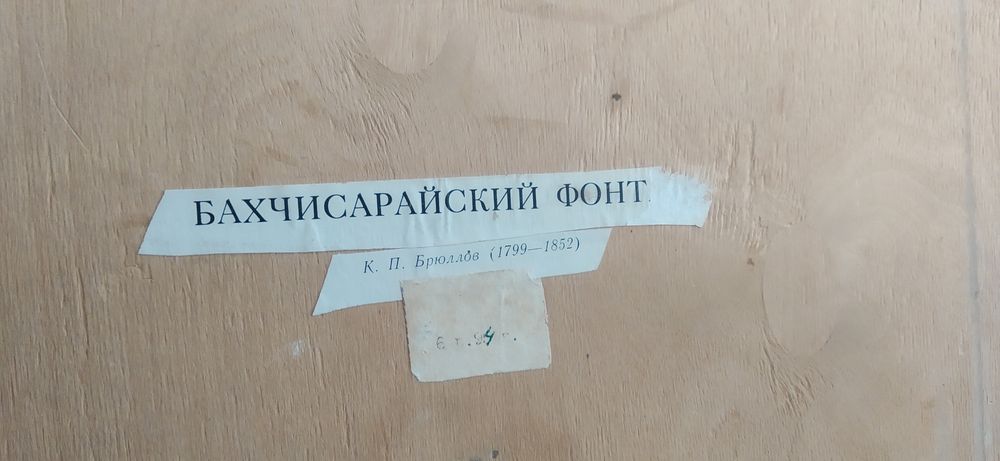 БАХЧИСАРАЙСКИЙ ФОНТ
К. П. Брюллов (1799—1852)